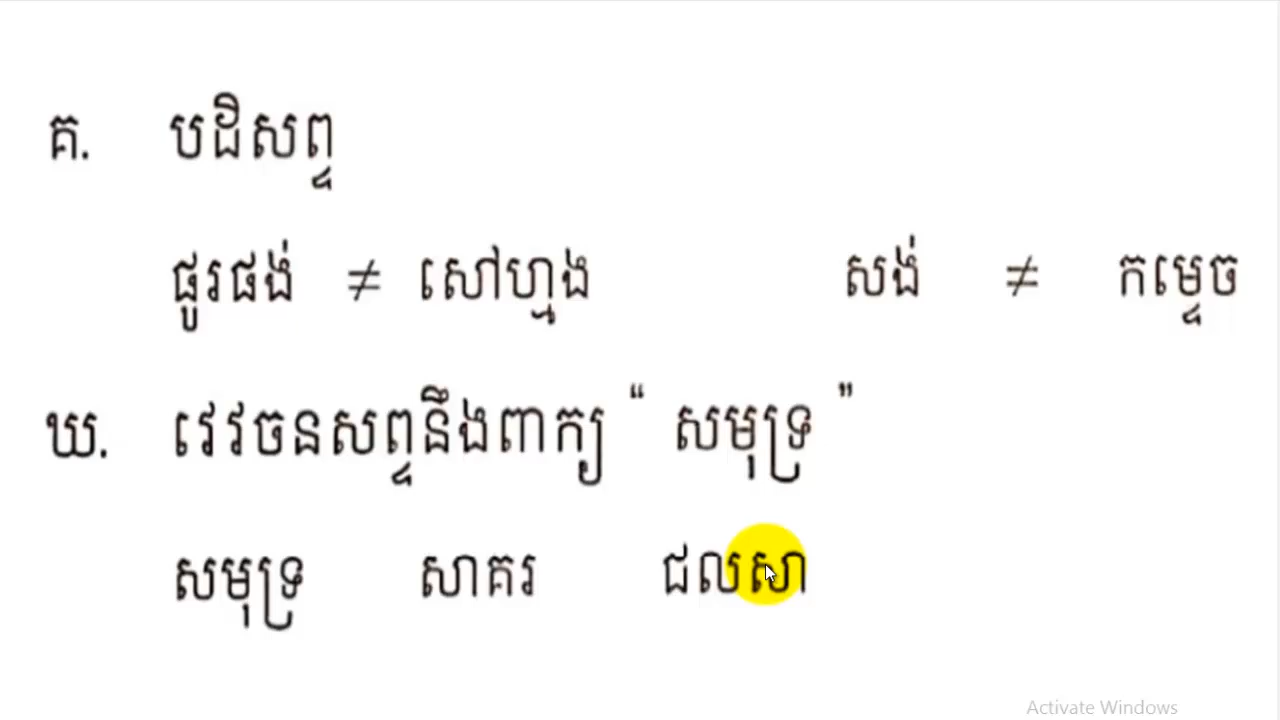 គ. បដិសព្ទ
ផូរផង់ ≠ សៅហ្មង សង់ ≠ កម្ទេច
ឃ. វេវចនសព្ទនឹងពាក្យ “ សមុទ្រ ”
សមុទ្រ សាគរ ជលសា
Activate Windows